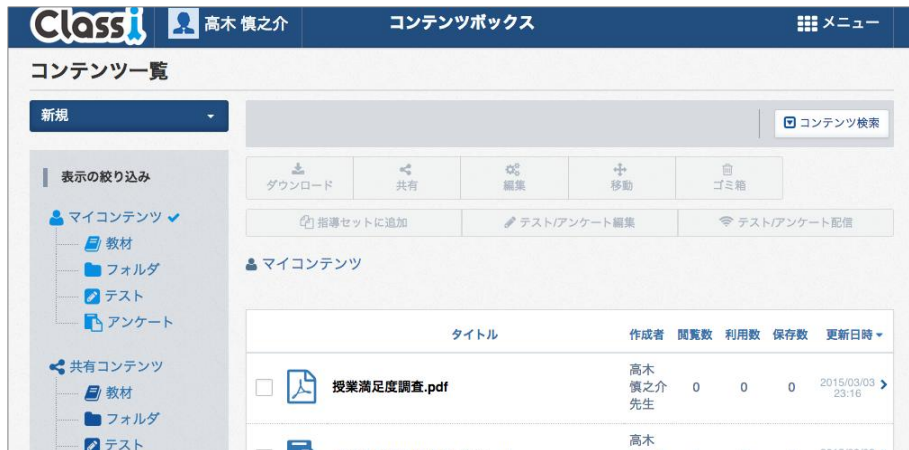 Classi 高木 慎之介 コンテンツボックス メニュー
コンテンツ一覧
新規
コンテンツ検索
表示の絞り込み
マイコンテンツ
教材
フォルダ
テスト
アンケート
共有コンテンツ
教材
フォルダ
テスト
ダウンロード 共有 編集 移動 ゴミ箱
指導セットに追加 テスト/アンケート編集 テスト/アンケート配信
マイコンテンツ
タイトル 作成者 閲覧数 利用数 保存数 更新日時
授業満足度調査.pdf 高木 慎之介 先生 0 0 0 2015/03/03 23:16
高木